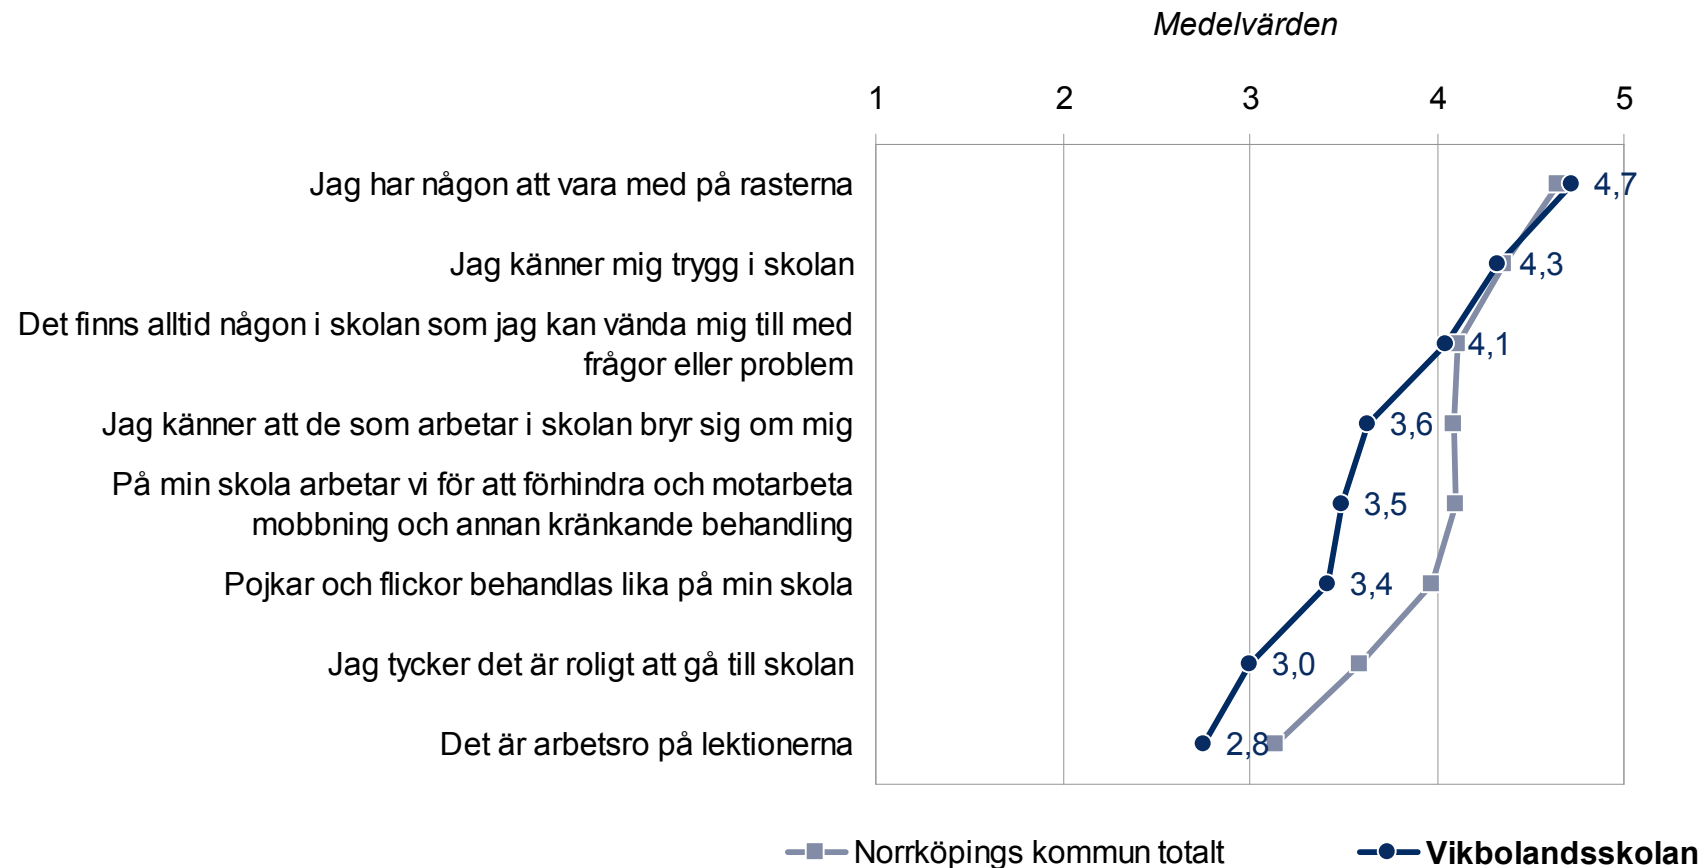 Medelvärden
1 2 3 4 5
Jag har någon att vara med på rasterna 4,7
Jag känner mig trygg i skolan 4,3
Det finns alltid någon i skolan som jag kan vända mig till med
frågor eller problem 4,1
Jag känner att de som arbetar i skolan bryr sig om mig 3,6
På min skola arbetar vi för att förhindra och motarbeta
mobbning och annan kränkande behandling 3,5
Pojkar och flickor behandlas lika på min skola 3,4
Jag tycker det är roligt att gå till skolan 3,0
Det är arbetsro på lektionerna 2,8
Norrköpings kommun totalt Vikbolandsskolan